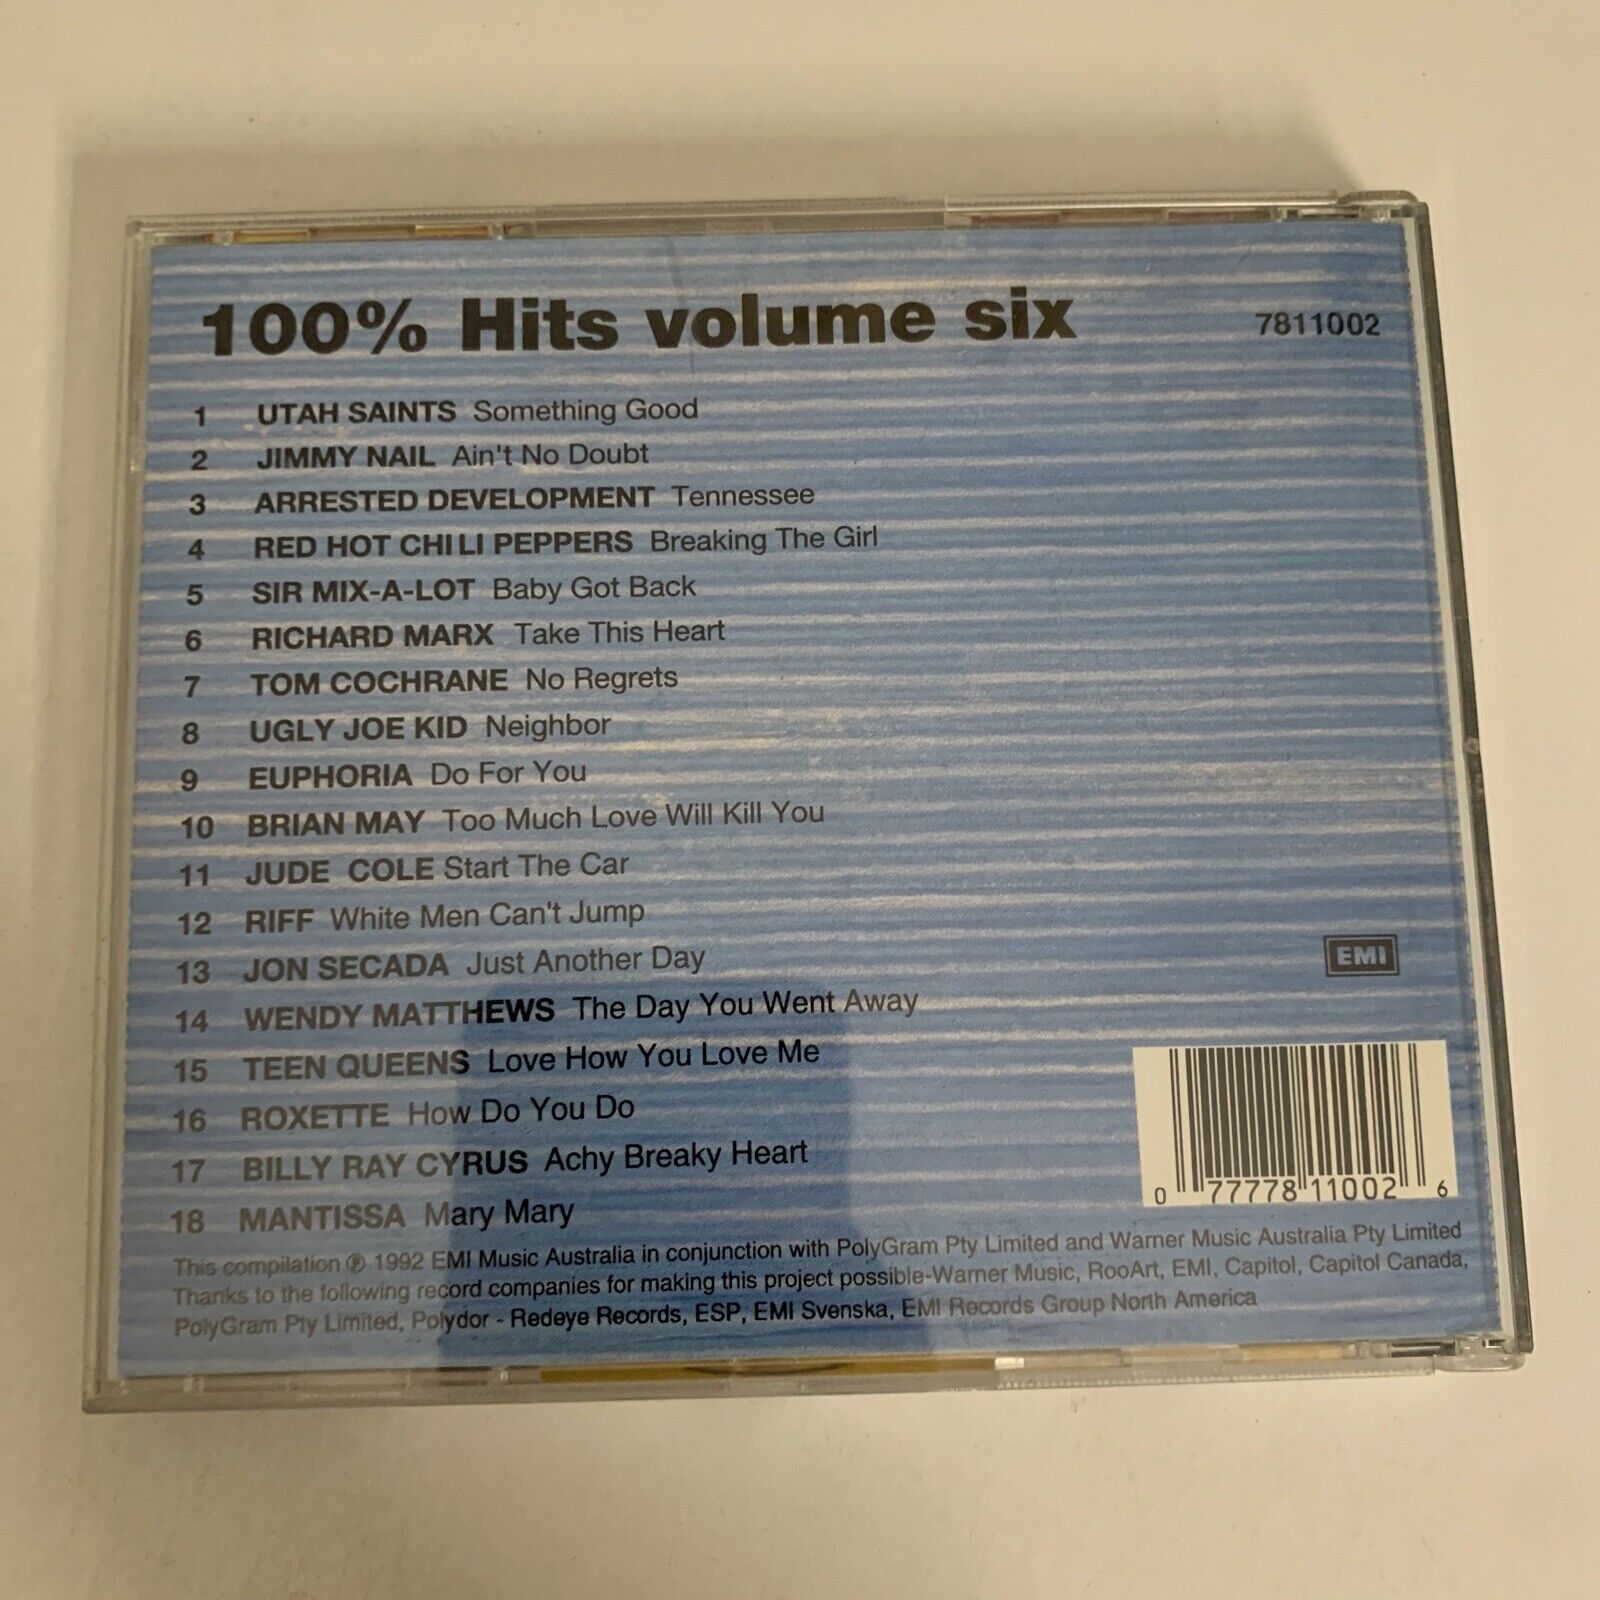 100% Hits volume six 7811002
1 UTAH SAINTS Something Good
2 JIMMY NAIL Ain't No Doubt
3 ARRESTED DEVELOPMENT Tennessee
4 RED HOT CHILI PEPPERS Breaking The Girl
5 SIR MIX-A-LOT Baby Got Back
6 RICHARD MARX Take This Heart
7 TOM COCHRANE No Regrets
8 UGLY JOE KID Neighbor
9 EUPHORIA Do For You
10 BRIAN MAY Too Much Love Will Kill You
11 JUDE COLE Start The Car
12 RIFF White Men Can't Jump
13 JON SECADA Just Another Day
14 WENDY MATTHEWS The Day You Went Away
15 TEEN QUEENS Love How You Love Me
16 ROXETTE How Do You Do
17 BILLY RAY CYRUS Achy Breaky Heart
18 MANTISSA Mary Mary
EMI
0 77778 11002 6
This compilation ℗ 1992 EMI Music Australia in conjunction with PolyGram Pty Limited and Warner Music Australia Pty Limited
Thanks to the following record companies for making this project possible-Warner Music, RooArt, EMI, Capitol, Capitol Canada,
PolyGram Pty Limited, Polydor - Redeye Records, ESP, EMI Svenska, EMI Records Group North America